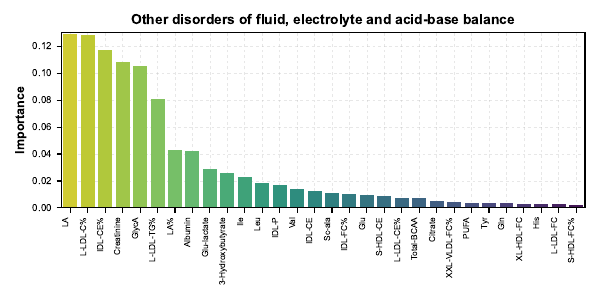 Other disorders of fluid, electrolyte and acid-base balance
Importance
0.12
0.10
0.08
0.06
0.04
0.02
0.00
LA
L-LDL-C%
IDL-CE%
Creatinine
GlycA
L-LDL-TG%
LA%
Albumin
Glu-lactate
3-Hydroxybutyrate
Ile
Leu
IDL-P
Val
IDL-CE
Sc-ala
IDL-FC%
Glu
S-HDL-CE
L-LDL-CE%
Total-BCAA
Citrate
XXL-VLDL-FC%
PUFA
Tyr
Gln
XL-HDL-FC
His
L-LDL-FC
S-HDL-FC%